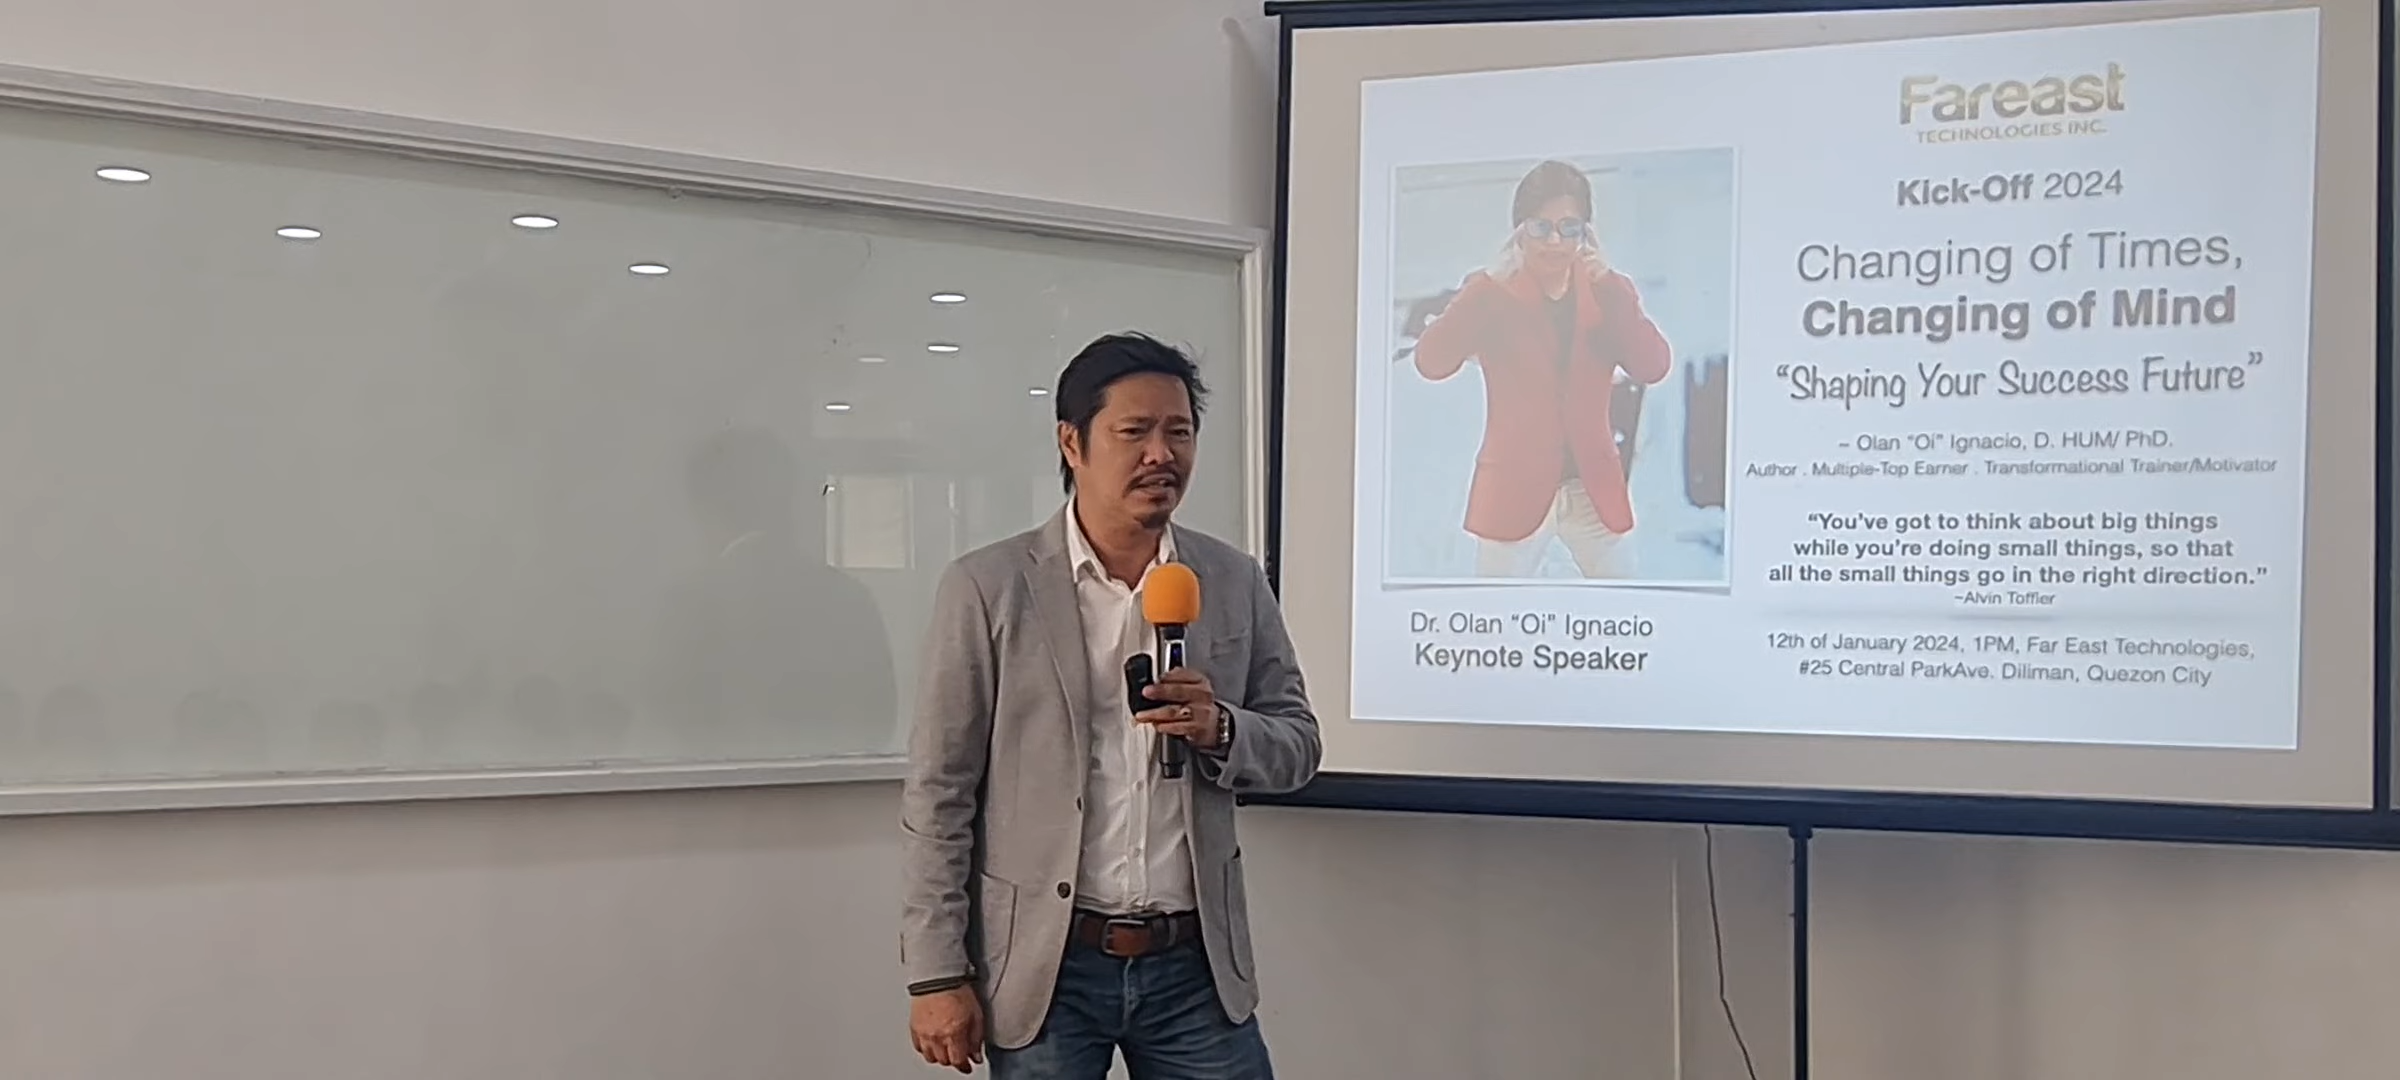 Fareast
TECHNOLOGIES INC.
Kick-Off 2024
Changing of Times,
Changing of Mind
“Shaping Your Success Future”
~ Olan “Oi” Ignacio, D. HUM/ PhD.
Author . Multiple-Top Earner . Transformational Trainer/Motivator
“You’ve got to think about big things
while you’re doing small things, so that
all the small things go in the right direction.”
~Alvin Toffler
12th of January 2024, 1PM, Far East Technologies,
#25 Central ParkAve. Diliman, Quezon City
Dr. Olan “Oi” Ignacio
Keynote Speaker